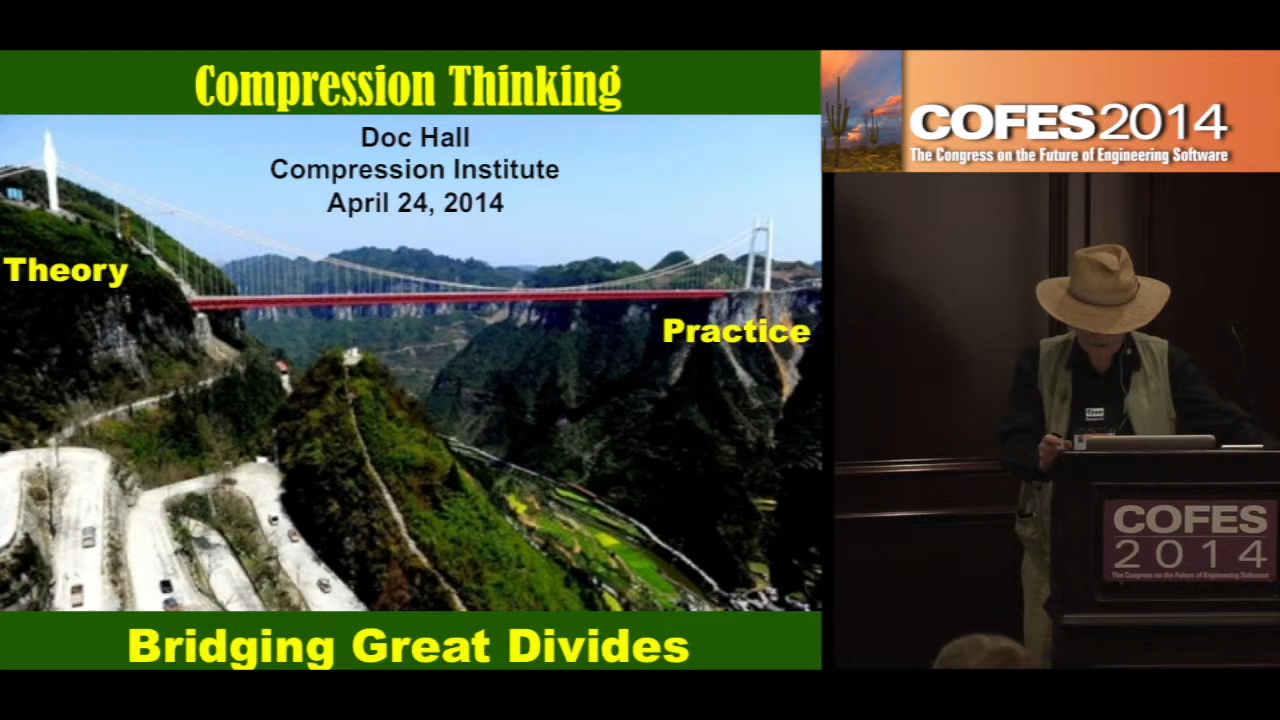 Compression Thinking
Doc Hall
Compression Institute
April 24, 2014
Theory
Practice
Bridging Great Divides
COFES2014
The Congress on the Future of Engineering Software
COFES
2014
The Congress on the Future of Engineering Software